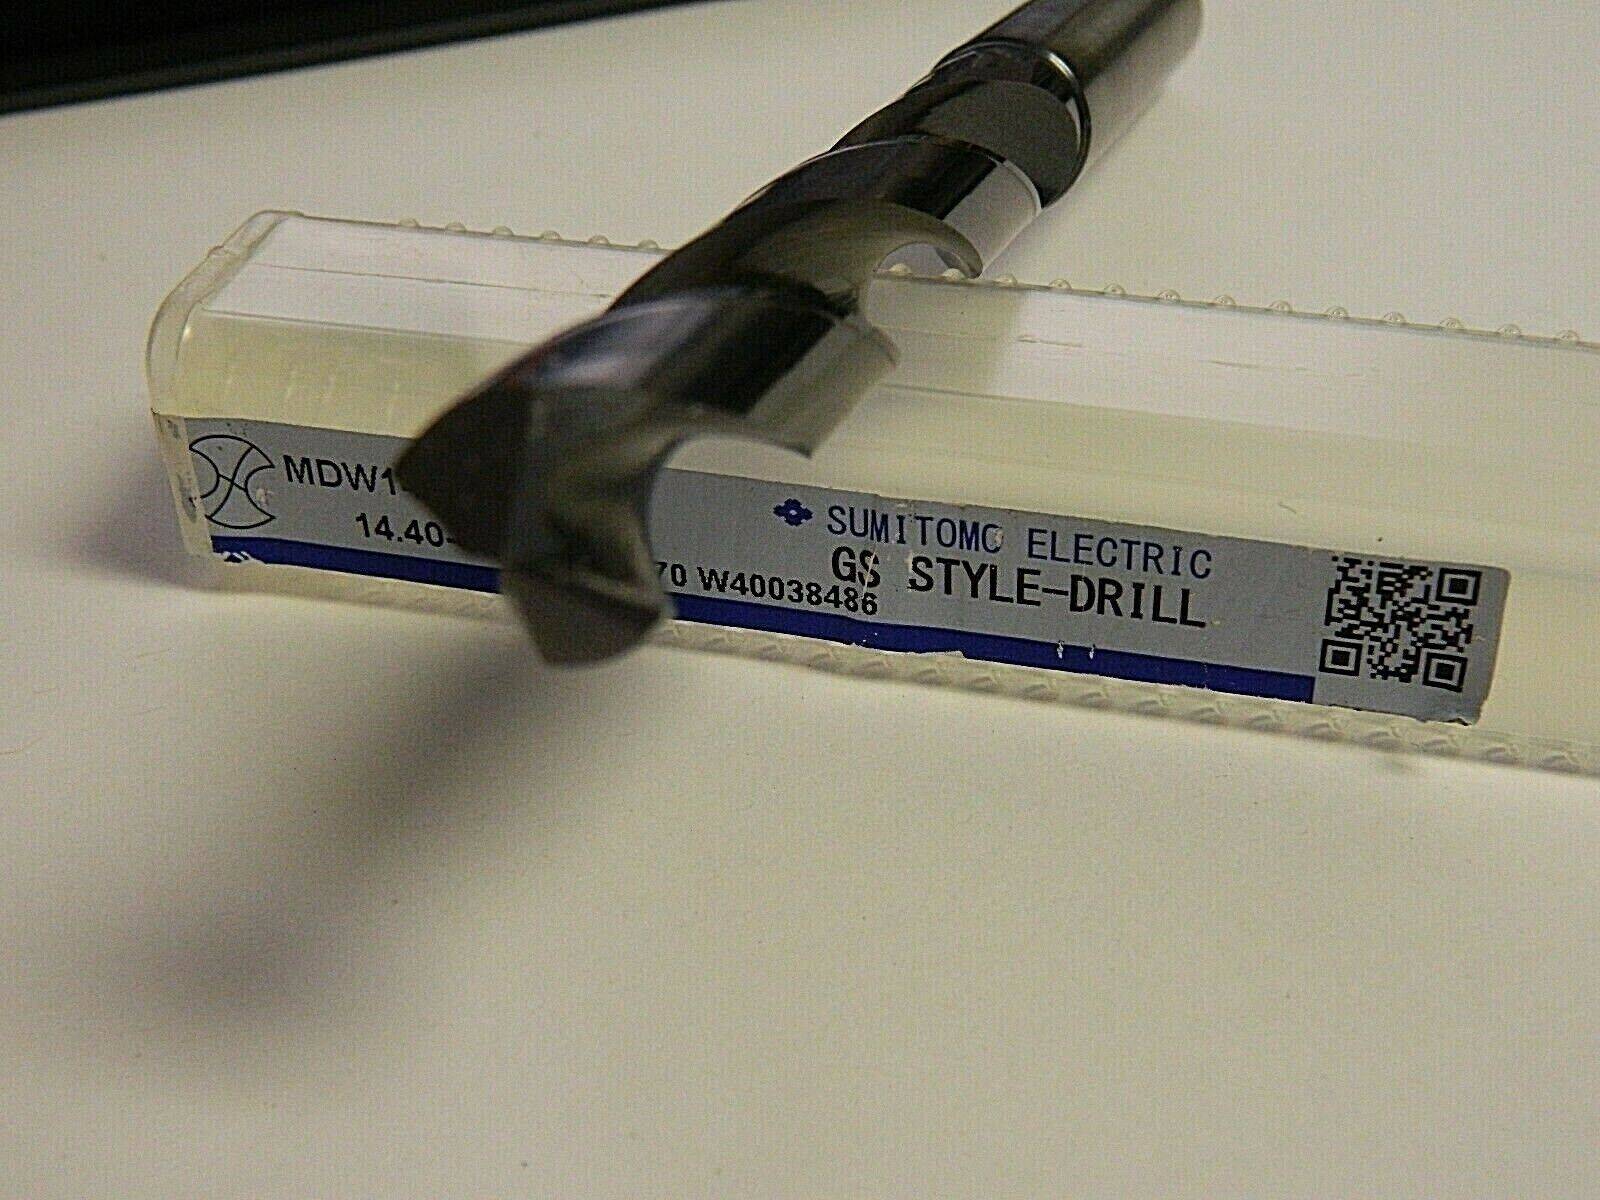 MDW1
14.40-
70 W40038486
SUMITOMO ELECTRIC
GS STYLE-DRILL